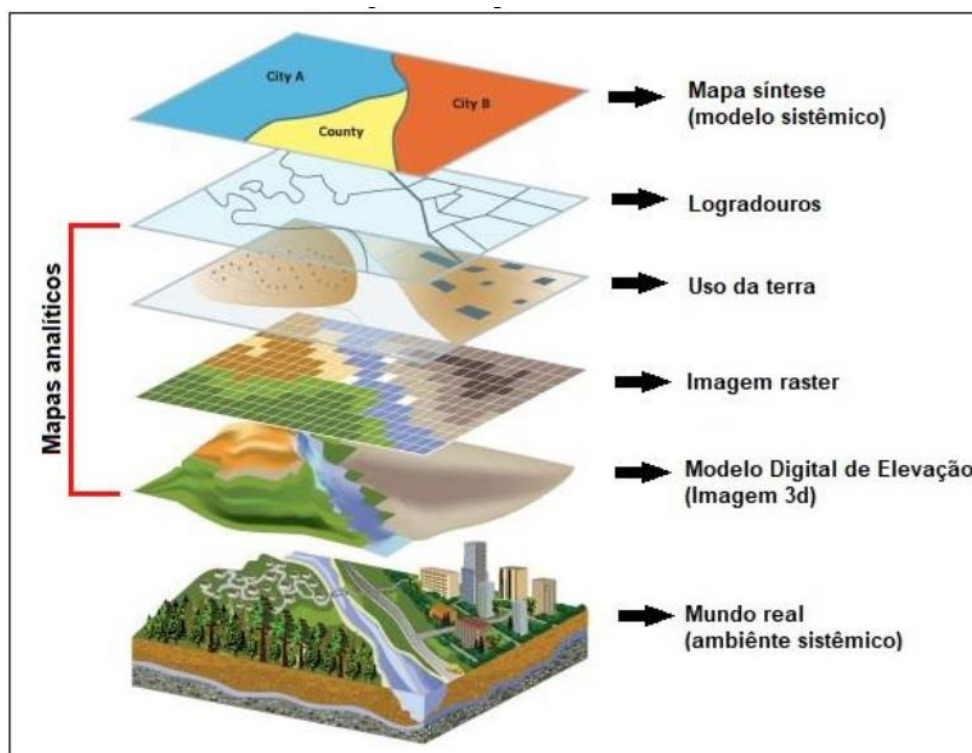 City A
City B
County
Mapa síntese
(modelo sistêmico)
Logradouros
Uso da terra
Imagem raster
Modelo Digital de Elevação
(Imagem 3d)
Mundo real
(ambiênte sistêmico)
Mapas analíticos